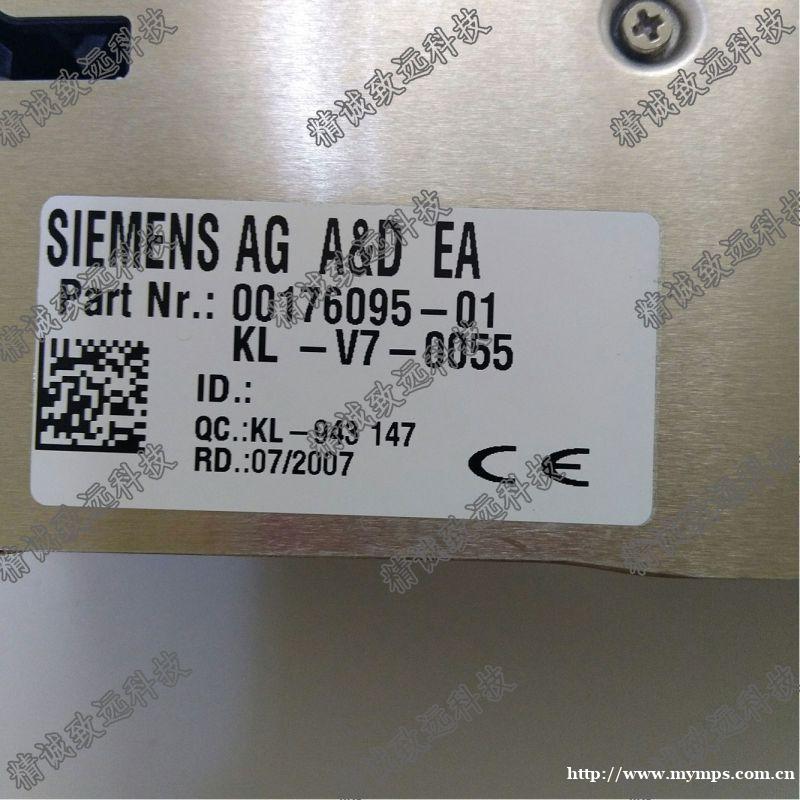 SIEMENS AG A&D EA
Part Nr.: 00176095-01
KL -V7-0055
ID.:
QC.:KL-943 147
RD.:07/2007
CE
精诚致远科技
http://www.mymps.com.cn